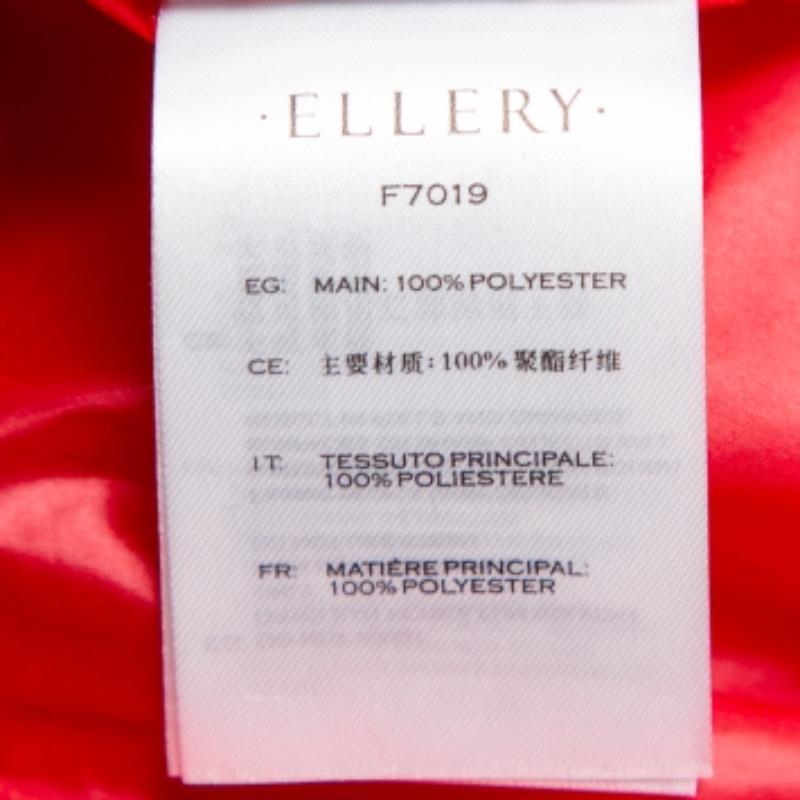 ·ELLERY·
F7019
EG: MAIN: 100% POLYESTER
CE: 主要材质: 100% 聚酯纤维
IT: TESSUTO PRINCIPALE:
100% POLIESTERE
FR: MATIÈRE PRINCIPAL:
100% POLYESTER